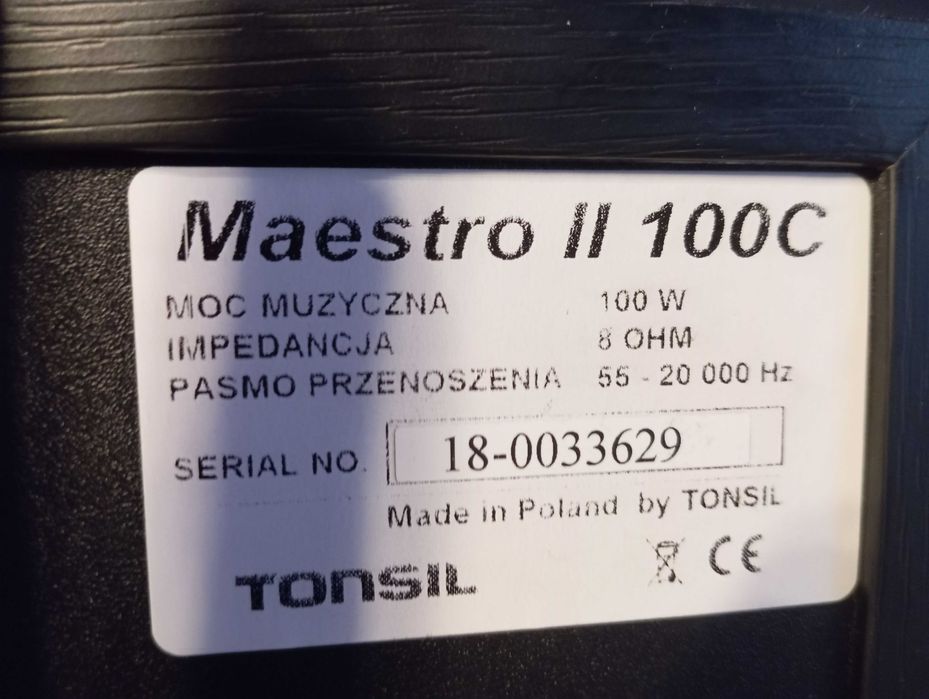 Maestro II 100C
MOC MUZYCZNA 100 W
IMPEDANCJA 8 OHM
PASMO PRZENOSZENIA 55 - 20 000 Hz
SERIAL NO. 18-0033629
Made in Poland by TONSIL
TONSIL CE